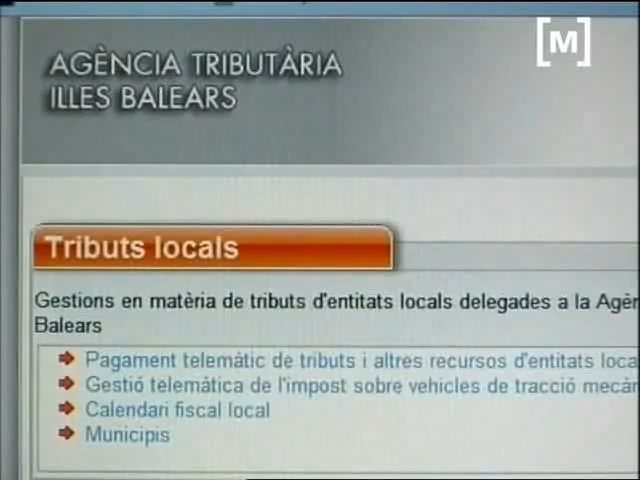 [M]
AGÈNCIA TRIBUTÀRIA
ILLES BALEARS
Tributs locals
Gestions en matèria de tributs d'entitats locals delegades a la
Balears
Pagament telemàtic de tributs i altres recursos d'entitats
Gestió telemàtica de l'impost sobre vehicles de tracció
Calendari fiscal local
Municipis